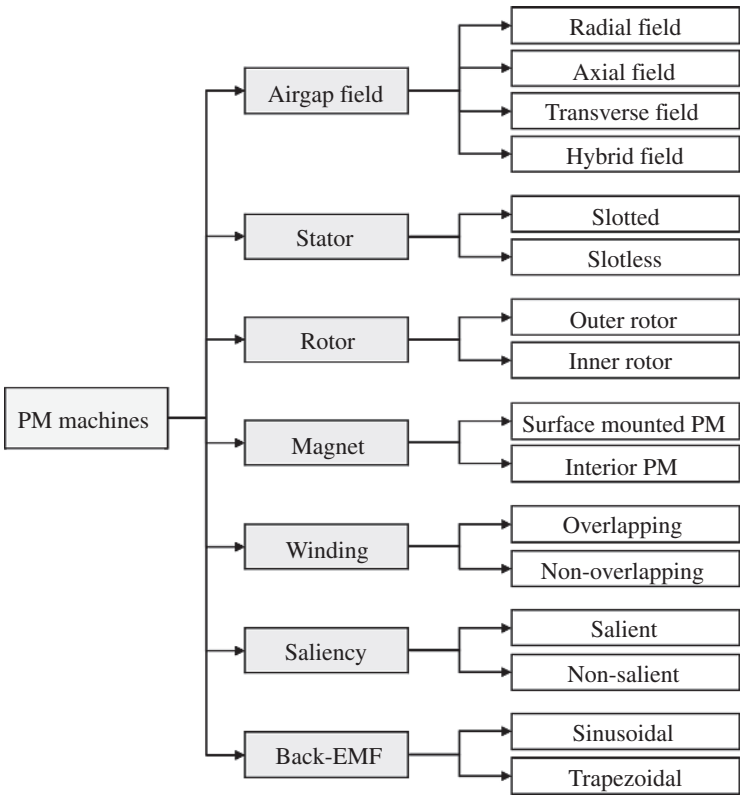 Radial field
Airgap field
Axial field
Transverse field
Hybrid field
Stator
Slotted
Slotless
Rotor
Outer rotor
Inner rotor
PM machines
Magnet
Surface mounted PM
Interior PM
Winding
Overlapping
Non-overlapping
Saliency
Salient
Non-salient
Back-EMF
Sinusoidal
Trapezoidal